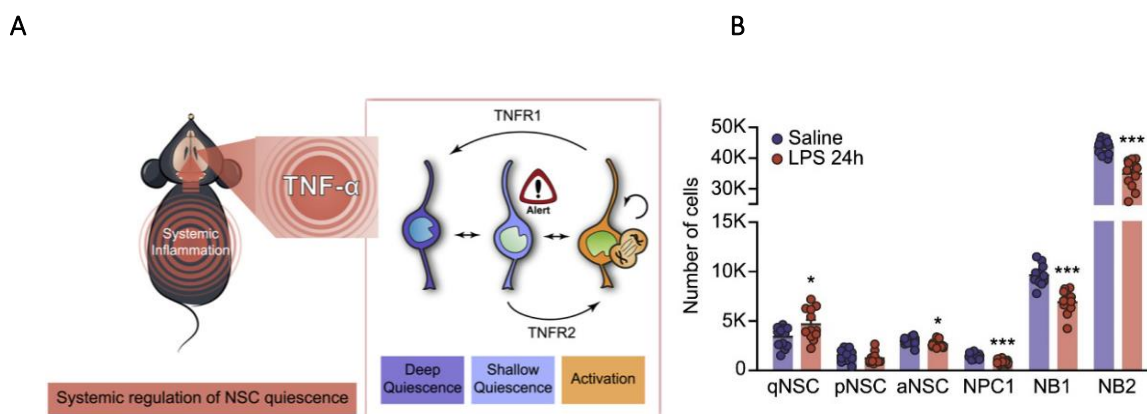 A
B
TNFR1
TNF-α
Alert
Systemic
Inflammation
TNFR2
Deep
Quiescence
Shallow
Quiescence
Activation
Systemic regulation of NSC quiescence
Saline
LPS 24h
Number of cells
50K
40K
30K
15K
10K
5K
0
*
*
***
***
***
qNSC
pNSC
aNSC
NPC1
NB1
NB2